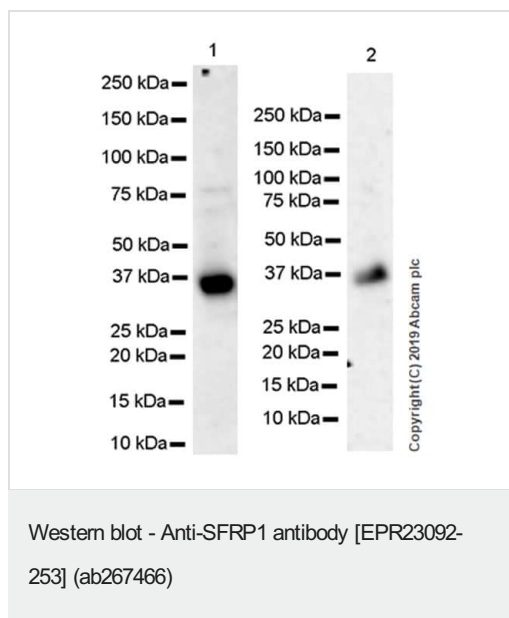 1
250 kDa
150 kDa
100 kDa
75 kDa
50 kDa
37 kDa
25 kDa
20 kDa
15 kDa
10 kDa
2
250 kDa
150 kDa
100 kDa
75 kDa
50 kDa
37 kDa
25 kDa
20 kDa
15 kDa
10 kDa
Copyright (C) 2019 Abcam plc
Western blot - Anti-SFRP1 antibody [EPR23092-
253] (ab267466)